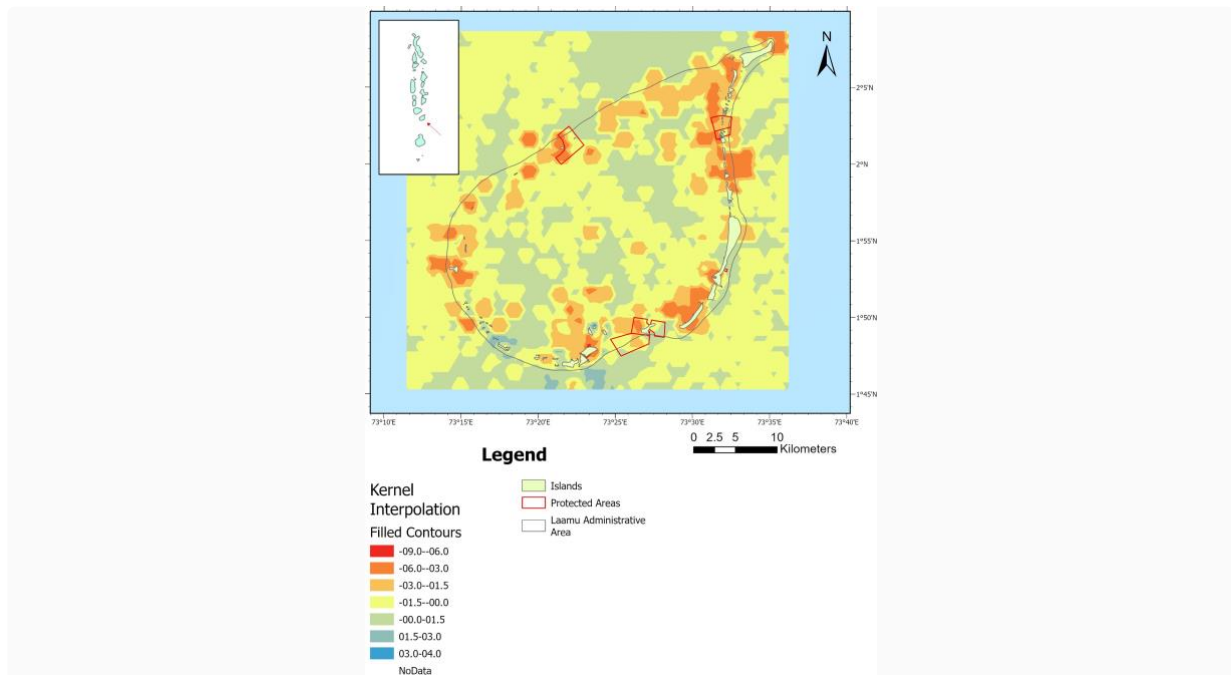 N
2°5'N
2°N
1°55'N
1°50'N
1°45'N
73°10'E 73°15'E 73°20'E 73°25'E 73°30'E 73°35'E 73°40'E
0 2.5 5 10
Kilometers
Legend
Kernel
Interpolation
Filled Contours
-09.0--06.0
-06.0--03.0
-03.0--01.5
-01.5--00.0
-00.0-01.5
01.5-03.0
03.0-04.0
NoData
Islands
Protected Areas
Laamu Administrative
Area